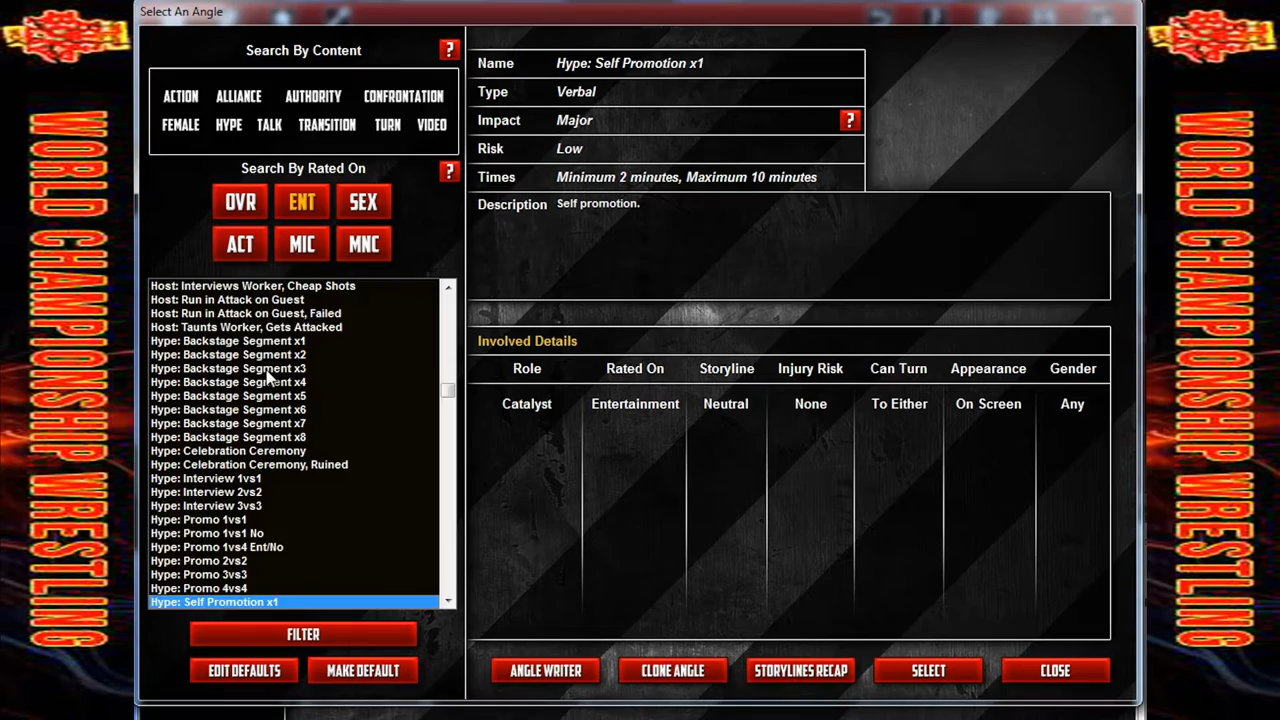 Select An Angle
WORLD CHAMPIONSHIP WRESTLING
Search By Content
?
ACTION ALLIANCE AUTHORITY CONFRONTATION
FEMALE HYPE TALK TRANSITION TURN VIDEO
Search By Rated On
?
OVR ENT SEX
ACT MIC MNC
Host: Interviews Worker, Cheap Shots
Host: Run in Attack on Guest
Host: Run in Attack on Guest, Failed
Host: Taunts Worker, Gets Attacked
Hype: Backstage Segment x1
Hype: Backstage Segment x2
Hype: Backstage Segment x3
Hype: Backstage Segment x4
Hype: Backstage Segment x5
Hype: Backstage Segment x6
Hype: Backstage Segment x7
Hype: Backstage Segment x8
Hype: Celebration Ceremony
Hype: Celebration Ceremony, Ruined
Hype: Interview 1vs1
Hype: Interview 2vs2
Hype: Interview 3vs3
Hype: Promo 1vs1
Hype: Promo 1vs1 No
Hype: Promo 1vs4 Ent/No
Hype: Promo 2vs2
Hype: Promo 3vs3
Hype: Promo 4vs4
Hype: Self Promotion x1
FILTER
EDIT DEFAULTS MAKE DEFAULT
Name Hype: Self Promotion x1
Type Verbal
Impact Major ?
Risk Low
Times Minimum 2 minutes, Maximum 10 minutes
Description Self promotion.
Involved Details
Role Rated On Storyline Injury Risk Can Turn Appearance Gender
Catalyst Entertainment Neutral None To Either On Screen Any
ANGLE WRITER CLONE ANGLE STORYLINES RECAP SELECT CLOSE
WORLD CHAMPIONSHIP WRESTLING